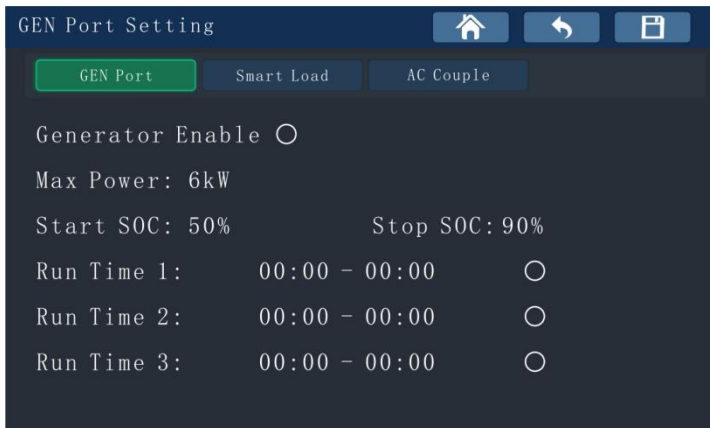 GEN Port Setting
GEN Port Smart Load AC Couple
Generator Enable
Max Power: 6kW
Start SOC: 50% Stop SOC: 90%
Run Time 1: 00:00 - 00:00
Run Time 2: 00:00 - 00:00
Run Time 3: 00:00 - 00:00